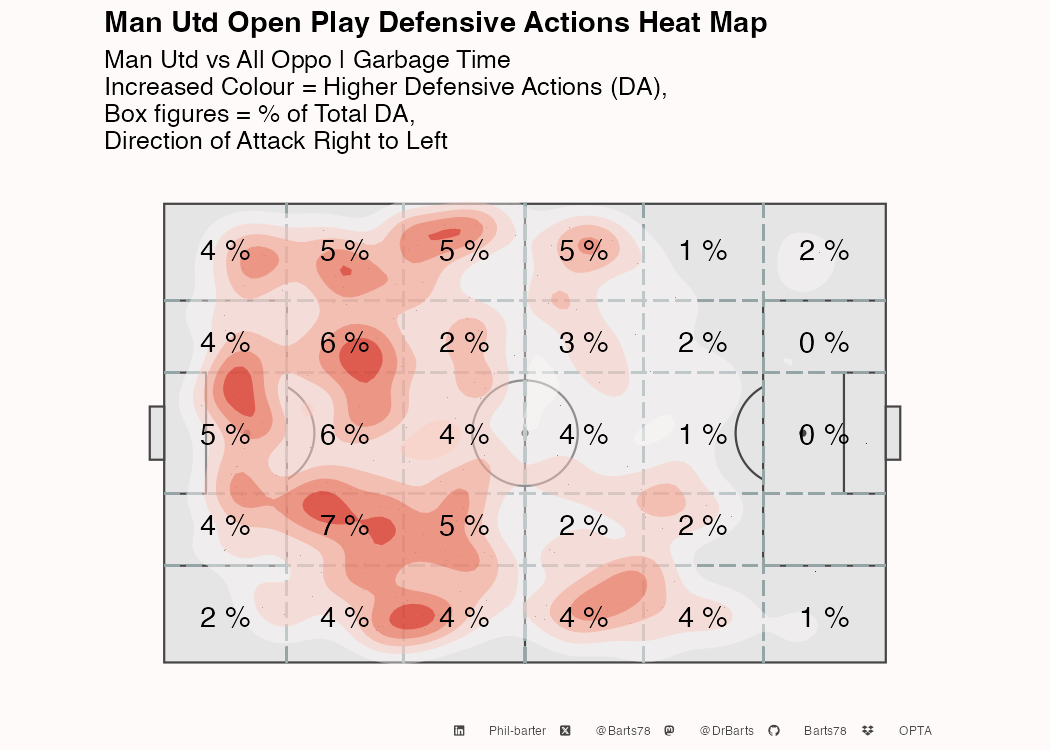 Man Utd Open Play Defensive Actions Heat Map
Man Utd vs All Oppo | Garbage Time
Increased Colour = Higher Defensive Actions (DA),
Box figures = % of Total DA,
Direction of Attack Right to Left
4 % 5 % 5 % 5 % 1 % 2 %
4 % 6 % 2 % 3 % 2 % 0 %
5 % 6 % 4 % 4 % 1 % 0 %
4 % 7 % 5 % 2 % 2 %
2 % 4 % 4 % 4 % 4 % 1 %
Phil-barter @Barts78 @DrBarts Barts78 OPTA